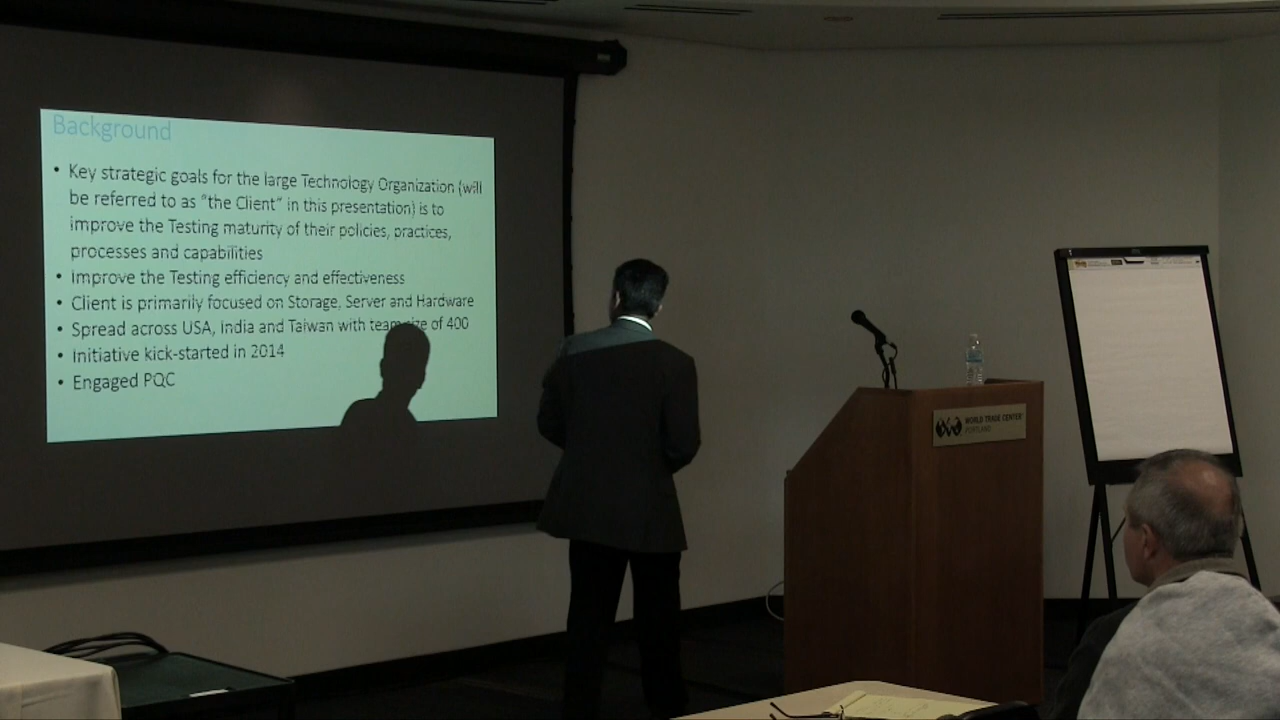 Background
• Key strategic goals for the large Technology Organization (will
be referred to as "the Client" in this presentation) is to
improve the Testing maturity of their policies, practices,
processes and capabilities
• Improve the Testing efficiency and effectiveness
• Client is primarily focused on Storage, Server and Hardware
• Spread across USA, India and Taiwan with team size of 400
• Initiative kick-started in 2014
• Engaged PQC
WORLD TRADE CENTER
PORTLAND